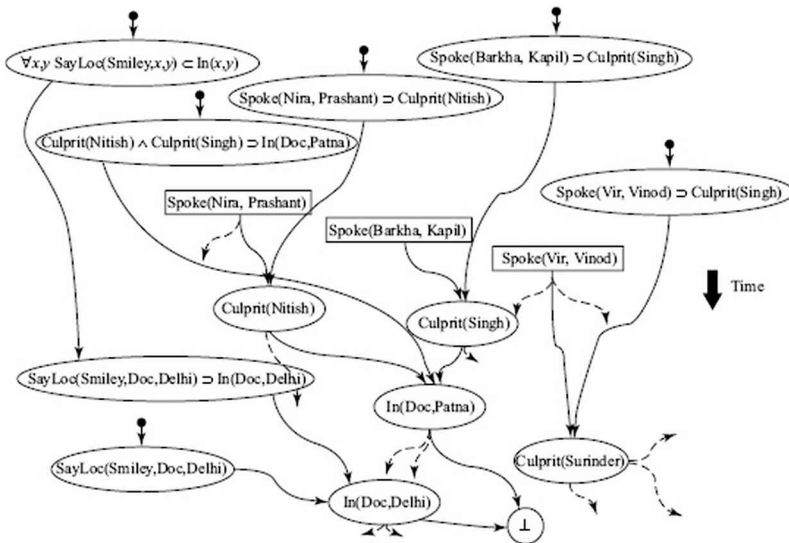 ∀x,y SayLoc(Smiley,x,y) ⊂ In(x,y)
Spoke(Barkha, Kapil) ⊃ Culprit(Singh)
Spoke(Nira, Prashant) ⊃ Culprit(Nitish)
Culprit(Nitish) ∧ Culprit(Singh) ⊃ In(Doc,Patna)
Spoke(Vir, Vinod) ⊃ Culprit(Singh)
Spoke(Nira, Prashant)
Spoke(Barkha, Kapil)
Spoke(Vir, Vinod)
Time
Culprit(Nitish)
Culprit(Singh)
SayLoc(Smiley,Doc,Delhi) ⊃ In(Doc,Delhi)
In(Doc,Patna)
SayLoc(Smiley,Doc,Delhi)
Culprit(Surinder)
In(Doc,Delhi)
⊥